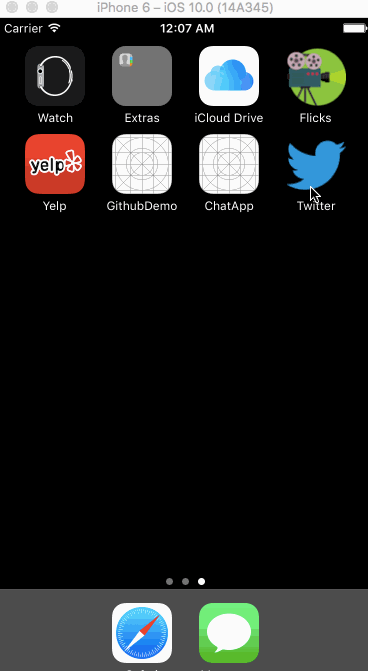 iPhone 6 – iOS 10.0 (14A345)
Carrier 12:07 AM
Watch Extras iCloud Drive Flicks
yelp
Yelp GithubDemo ChatApp Twitter